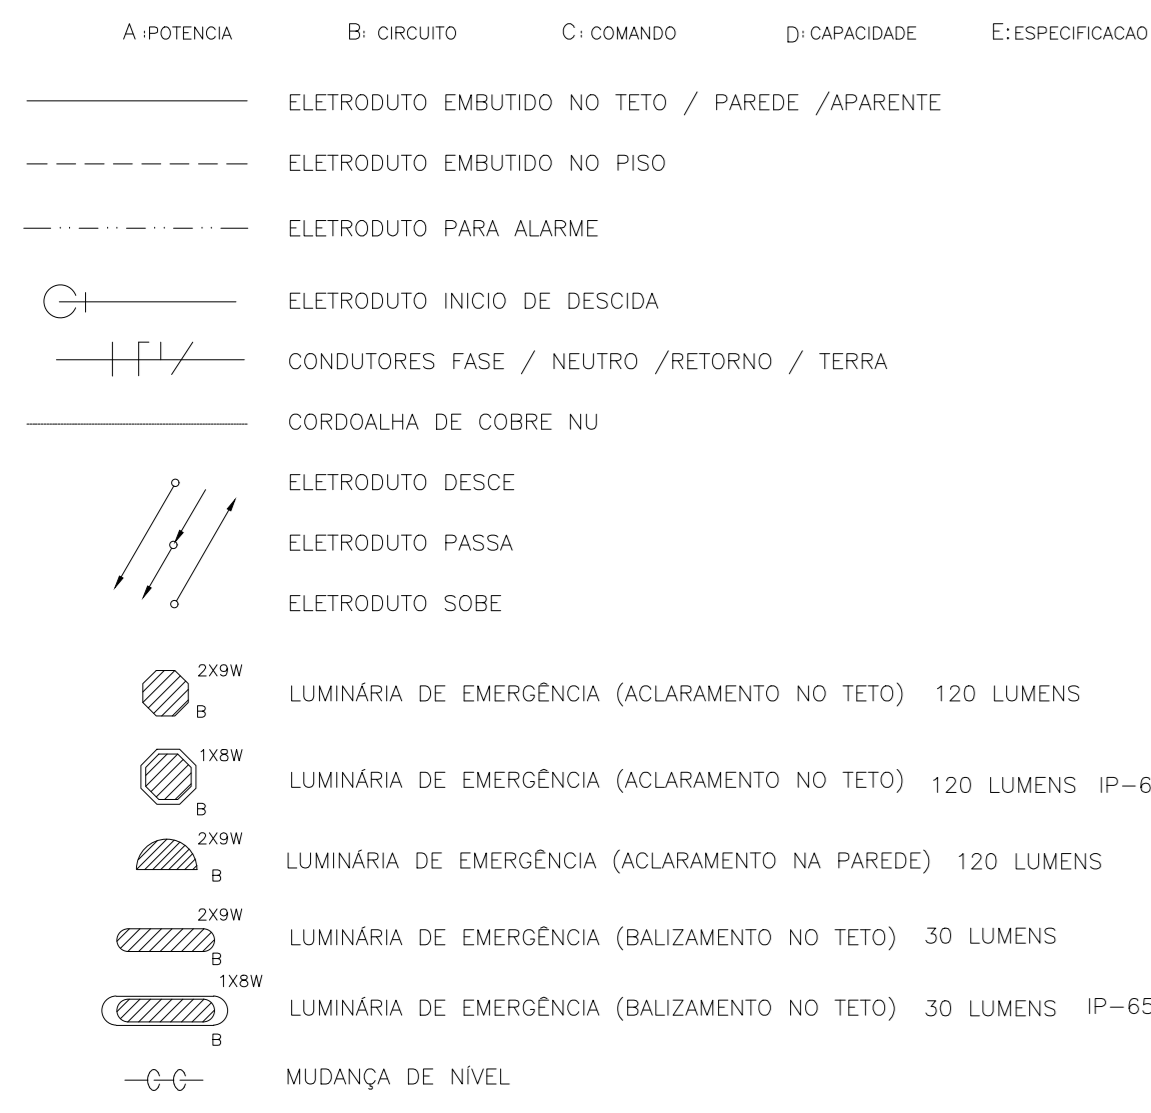 A :POTENCIA B: CIRCUITO C: COMANDO D: CAPACIDADE E: ESPECIFICACAO
ELETRODUTO EMBUTIDO NO TETO / PAREDE /APARENTE
ELETRODUTO EMBUTIDO NO PISO
ELETRODUTO PARA ALARME
ELETRODUTO INICIO DE DESCIDA
CONDUTORES FASE / NEUTRO /RETORNO / TERRA
CORDOALHA DE COBRE NU
ELETRODUTO DESCE
ELETRODUTO PASSA
ELETRODUTO SOBE
2X9W
B
LUMINÁRIA DE EMERGÊNCIA (ACLARAMENTO NO TETO) 120 LUMENS
1X8W
B
LUMINÁRIA DE EMERGÊNCIA (ACLARAMENTO NO TETO) 120 LUMENS IP-6
2X9W
B
LUMINÁRIA DE EMERGÊNCIA (ACLARAMENTO NA PAREDE) 120 LUMENS
2X9W
B
LUMINÁRIA DE EMERGÊNCIA (BALIZAMENTO NO TETO) 30 LUMENS
1X8W
B
LUMINÁRIA DE EMERGÊNCIA (BALIZAMENTO NO TETO) 30 LUMENS IP-65
MUDANÇA DE NÍVEL